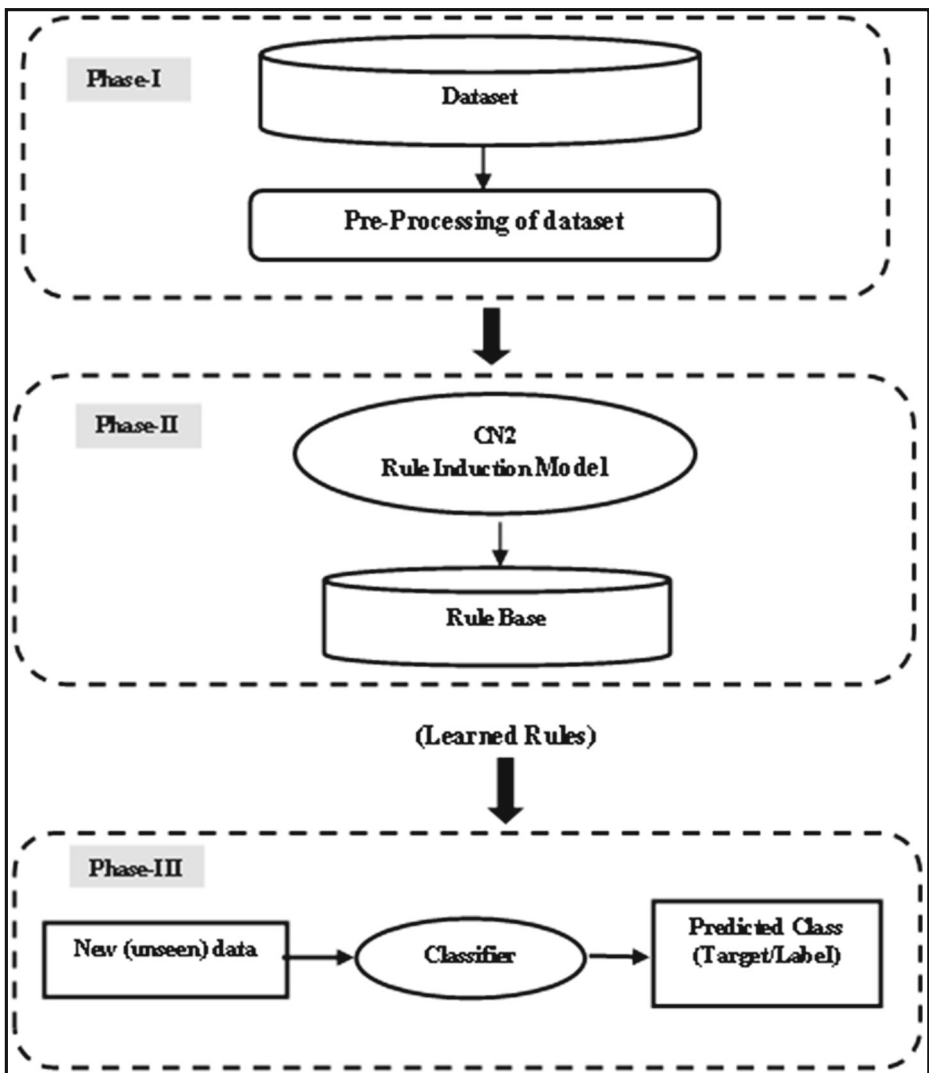 Phase-I
Dataset
Pre-Processing of dataset
Phase-II
CN2
Rule Induction Model
Rule Base
(Learned Rules)
Phase-III
New (unseen) data
Classifier
Predicted Class
(Target/Label)